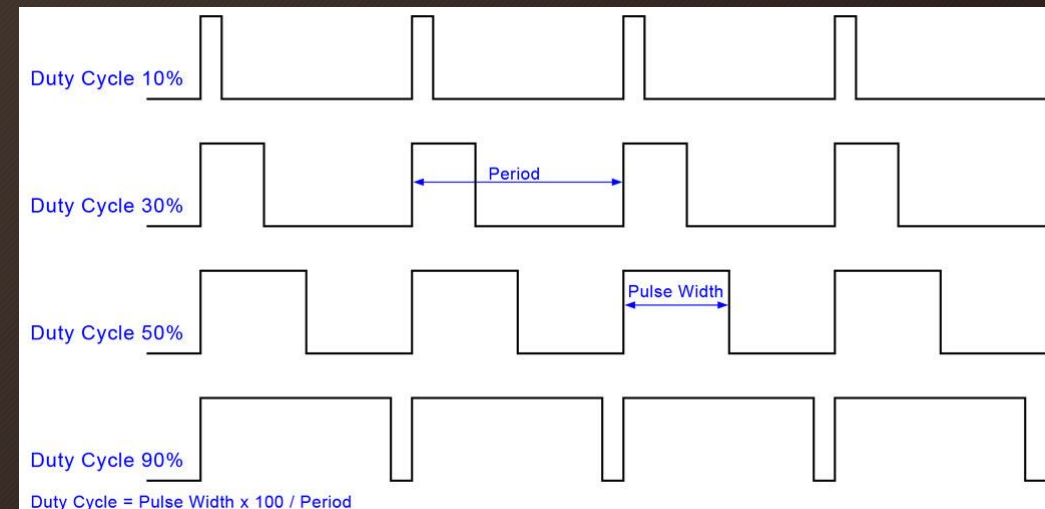 Duty Cycle 10%
Period
Duty Cycle 30%
Pulse Width
Duty Cycle 50%
Duty Cycle 90%
Duty Cycle = Pulse Width x 100 / Period